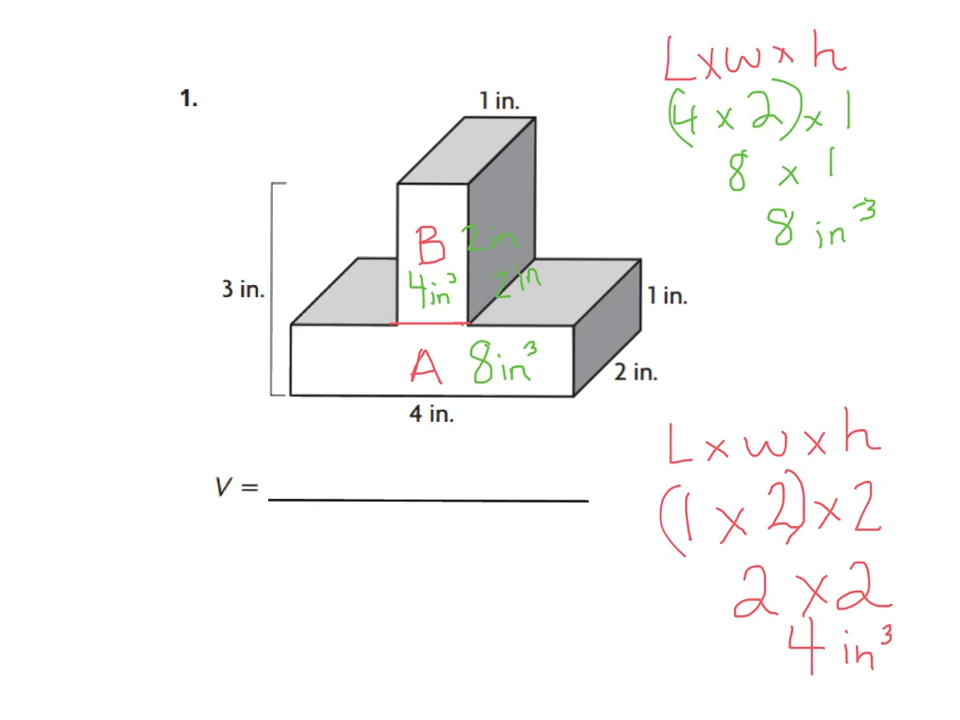 1.
1 in.
3 in.
B
2in
4in³
2in
1 in.
A 8in³
2 in.
4 in.
V =
L x w x h
(4 x 2) x 1
8 x 1
8 in³
L x w x h
(1 x 2) x 2
2 x 2
4 in³